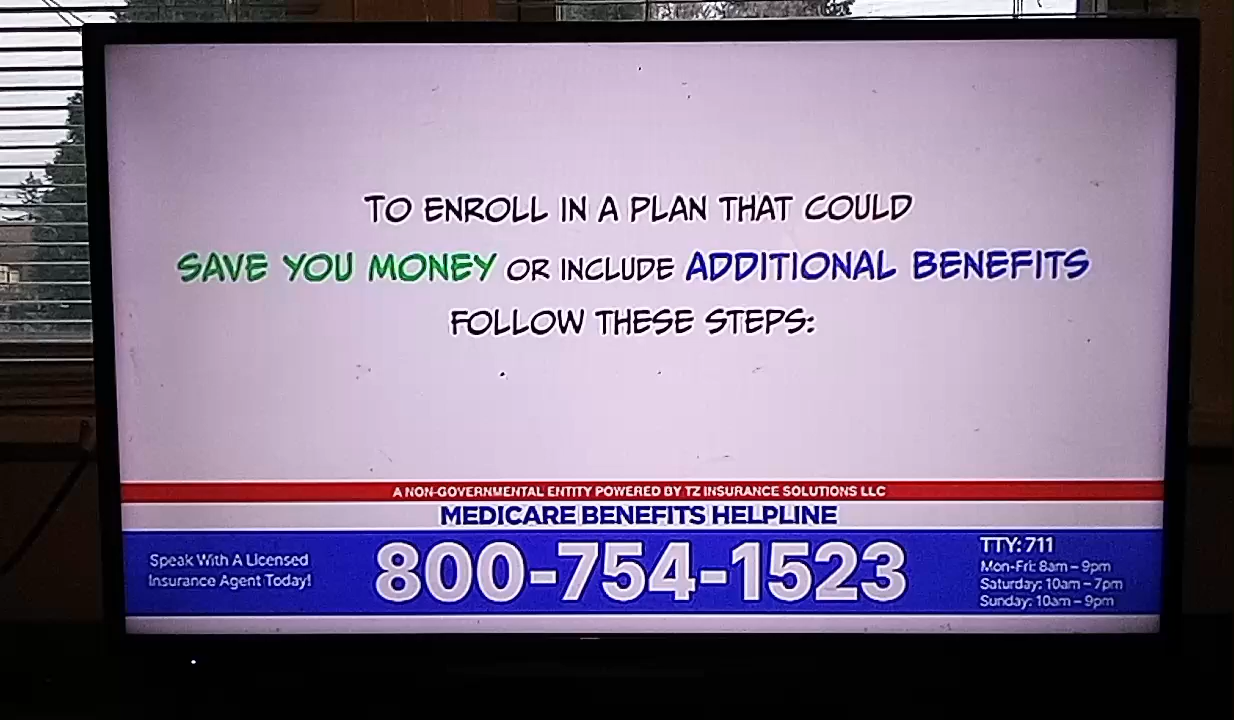 TO ENROLL IN A PLAN THAT COULD
SAVE YOU MONEY OR INCLUDE ADDITIONAL BENEFITS
FOLLOW THESE STEPS:
A NON-GOVERNMENTAL ENTITY POWERED BY TZ INSURANCE SOLUTIONS LLC
MEDICARE BENEFITS HELPLINE
Speak With A Licensed
Insurance Agent Today!
800-754-1523
TTY: 711
Mon-Fri: 8am – 9pm
Saturday: 10am – 7pm
Sunday: 10am – 9pm